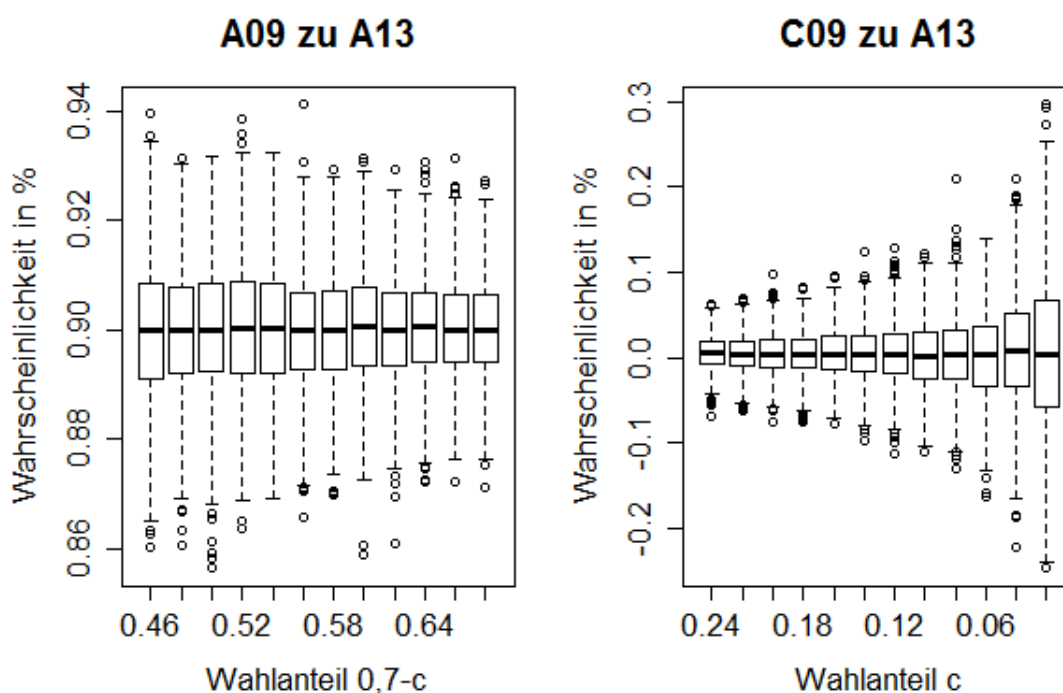 A09 zu A13
Wahrscheinlichkeit in %
0.94
0.92
0.90
0.88
0.86
0.46 0.52 0.58 0.64
Wahlanteil 0,7-c
C09 zu A13
Wahrscheinlichkeit in %
0.3
0.2
0.1
0.0
-0.1
-0.2
0.24 0.18 0.12 0.06
Wahlanteil c